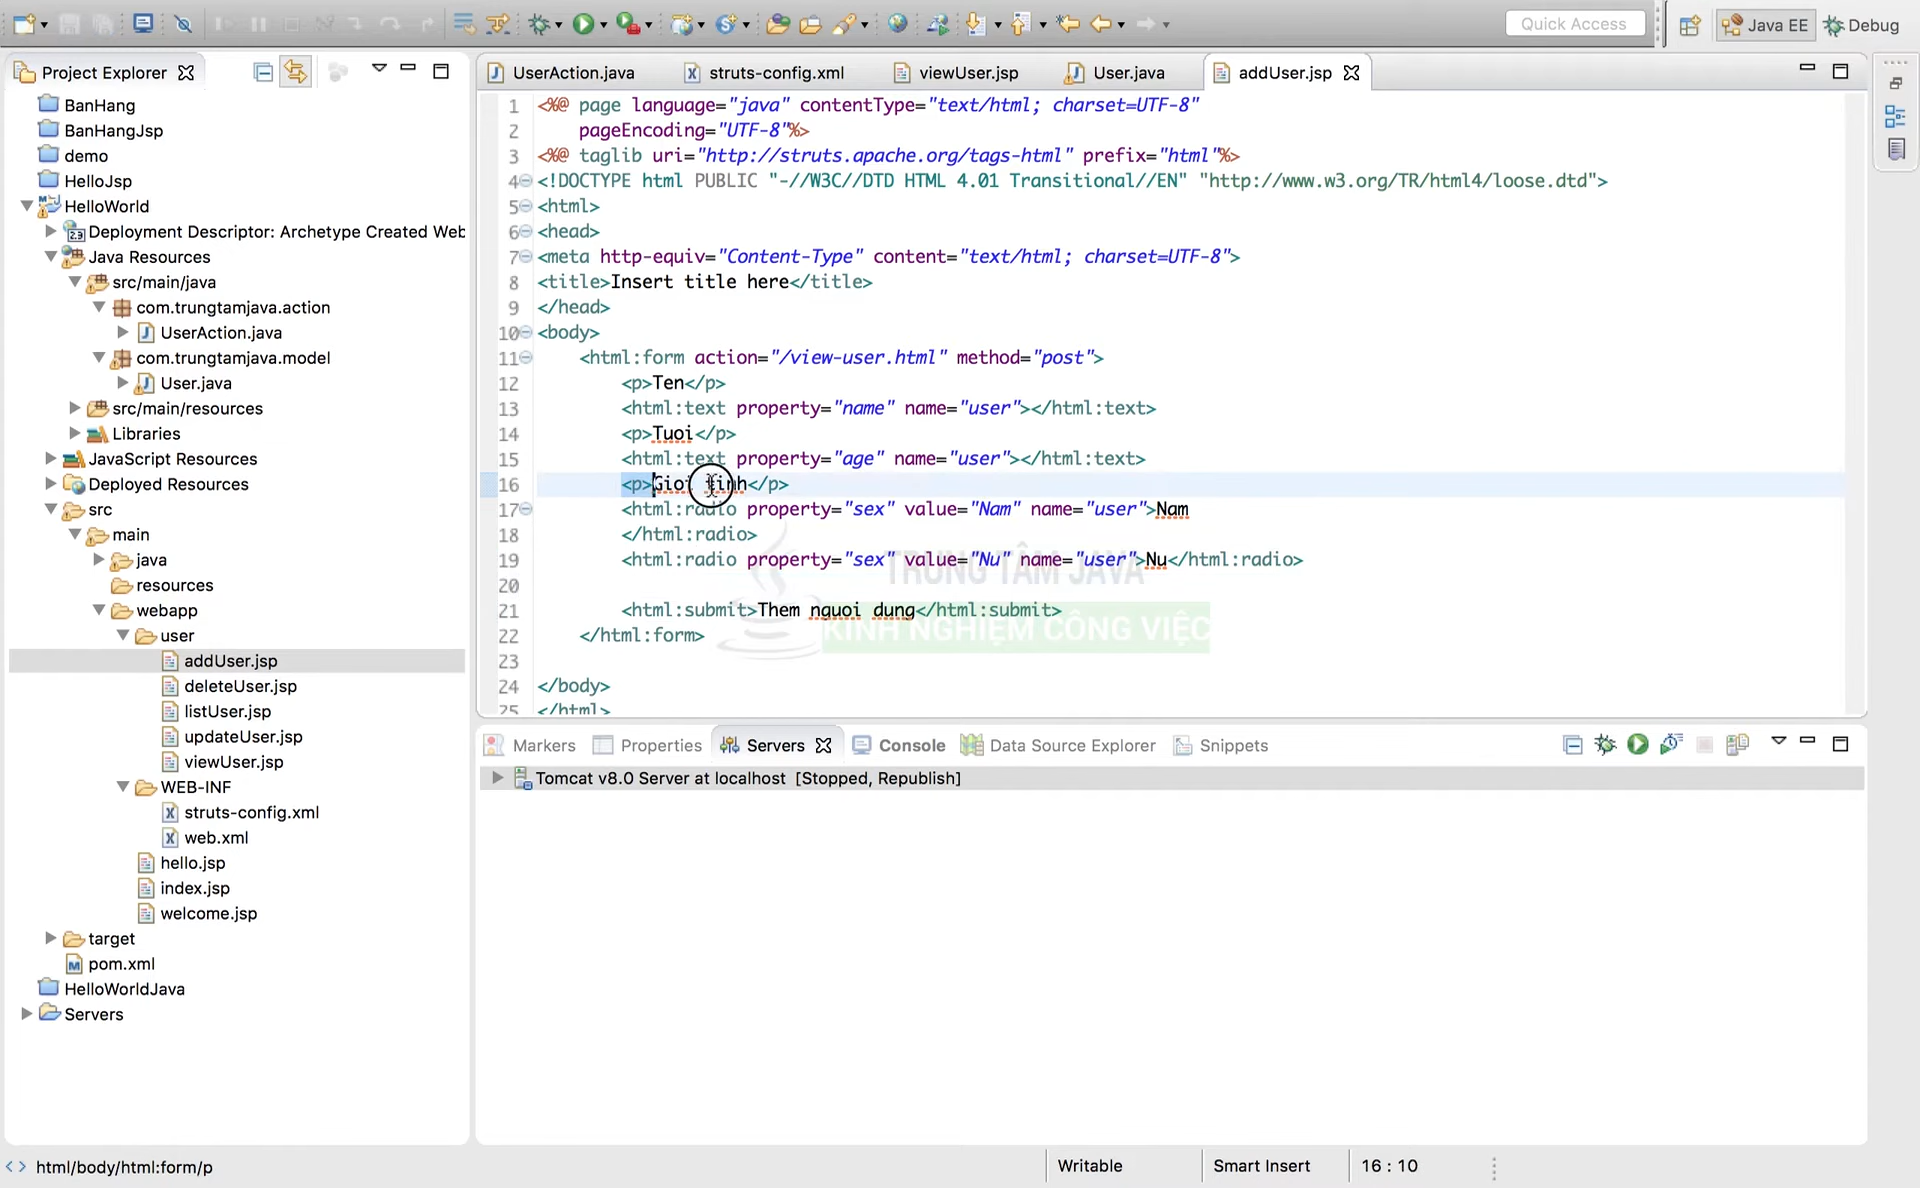 Quick Access
Java EE
Debug
Project Explorer
BanHang
BanHangJsp
demo
HelloJsp
HelloWorld
Deployment Descriptor: Archetype Created Web
Java Resources
src/main/java
com.trungtamjava.action
UserAction.java
com.trungtamjava.model
User.java
src/main/resources
Libraries
JavaScript Resources
Deployed Resources
src
main
java
resources
webapp
user
addUser.jsp
deleteUser.jsp
listUser.jsp
updateUser.jsp
viewUser.jsp
WEB-INF
struts-config.xml
web.xml
hello.jsp
index.jsp
welcome.jsp
target
pom.xml
HelloWorldJava
Servers
UserAction.java struts-config.xml viewUser.jsp User.java addUser.jsp
1 <%@ page language="java" contentType="text/html; charset=UTF-8"
2 pageEncoding="UTF-8"%>
3 <%@ taglib uri="http://struts.apache.org/tags-html" prefix="html"%>
4 <!DOCTYPE html PUBLIC "-//W3C//DTD HTML 4.01 Transitional//EN" "http://www.w3.org/TR/html4/loose.dtd">
5 <html>
6 <head>
7 <meta http-equiv="Content-Type" content="text/html; charset=UTF-8">
8 <title>Insert title here</title>
9 </head>
10 <body>
11 <html:form action="/view-user.html" method="post">
12 <p>Ten</p>
13 <html:text property="name" name="user"></html:text>
14 <p>Tuoi</p>
15 <html:text property="age" name="user"></html:text>
16 <p>Gioi tinh</p>
17 <html:radio property="sex" value="Nam" name="user">Nam
18 </html:radio>
19 <html:radio property="sex" value="Nu" name="user">Nu</html:radio>
20
21 <html:submit>Them nguoi dung</html:submit>
22 </html:form>
23
24 </body>
25 </html>
TRUNG TÂM JAVA
KINH NGHIỆM CÔNG VIỆC
Markers Properties Servers Console Data Source Explorer Snippets
Tomcat v8.0 Server at localhost [Stopped, Republish]
html/body/html:form/p
Writable
Smart Insert
16 : 10